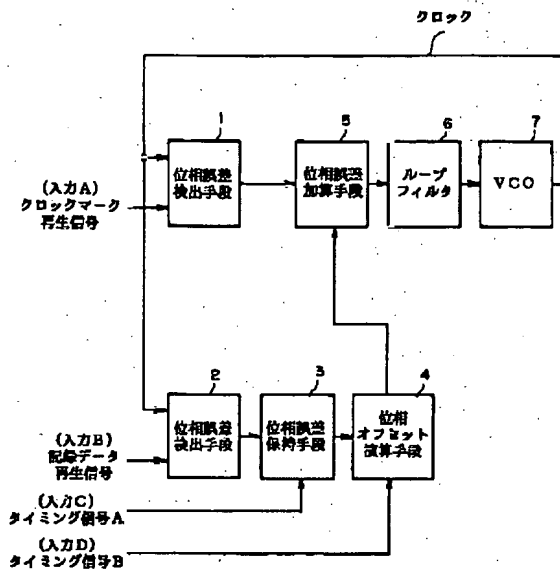 クロック
1
5
6
7
位相誤差
検出手段
位相誤差
加算手段
ループ
フィルタ
VCO
(入力A)
クロックマーク
再生信号
2
3
4
位相誤差
検出手段
位相誤差
保持手段
位相
オフセット
演算手段
(入力B)
記録データ
再生信号
(入力C)
タイミング信号A
(入力D)
タイミング信号B